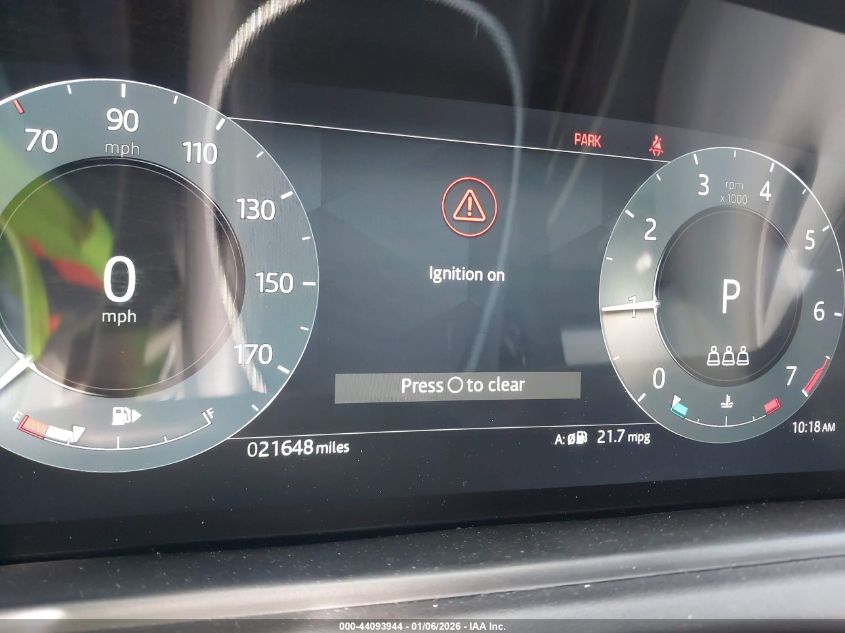 70
90
mph
110
130
150
170
0
mph
E
F
021648 miles
PARK
Ignition on
Press to clear
A: 21.7 mpg
0
1
2
3
4
5
6
7
rpm
x 1000
P
10:18 AM
000-44093944 - 01/06/2026 - IAA Inc.